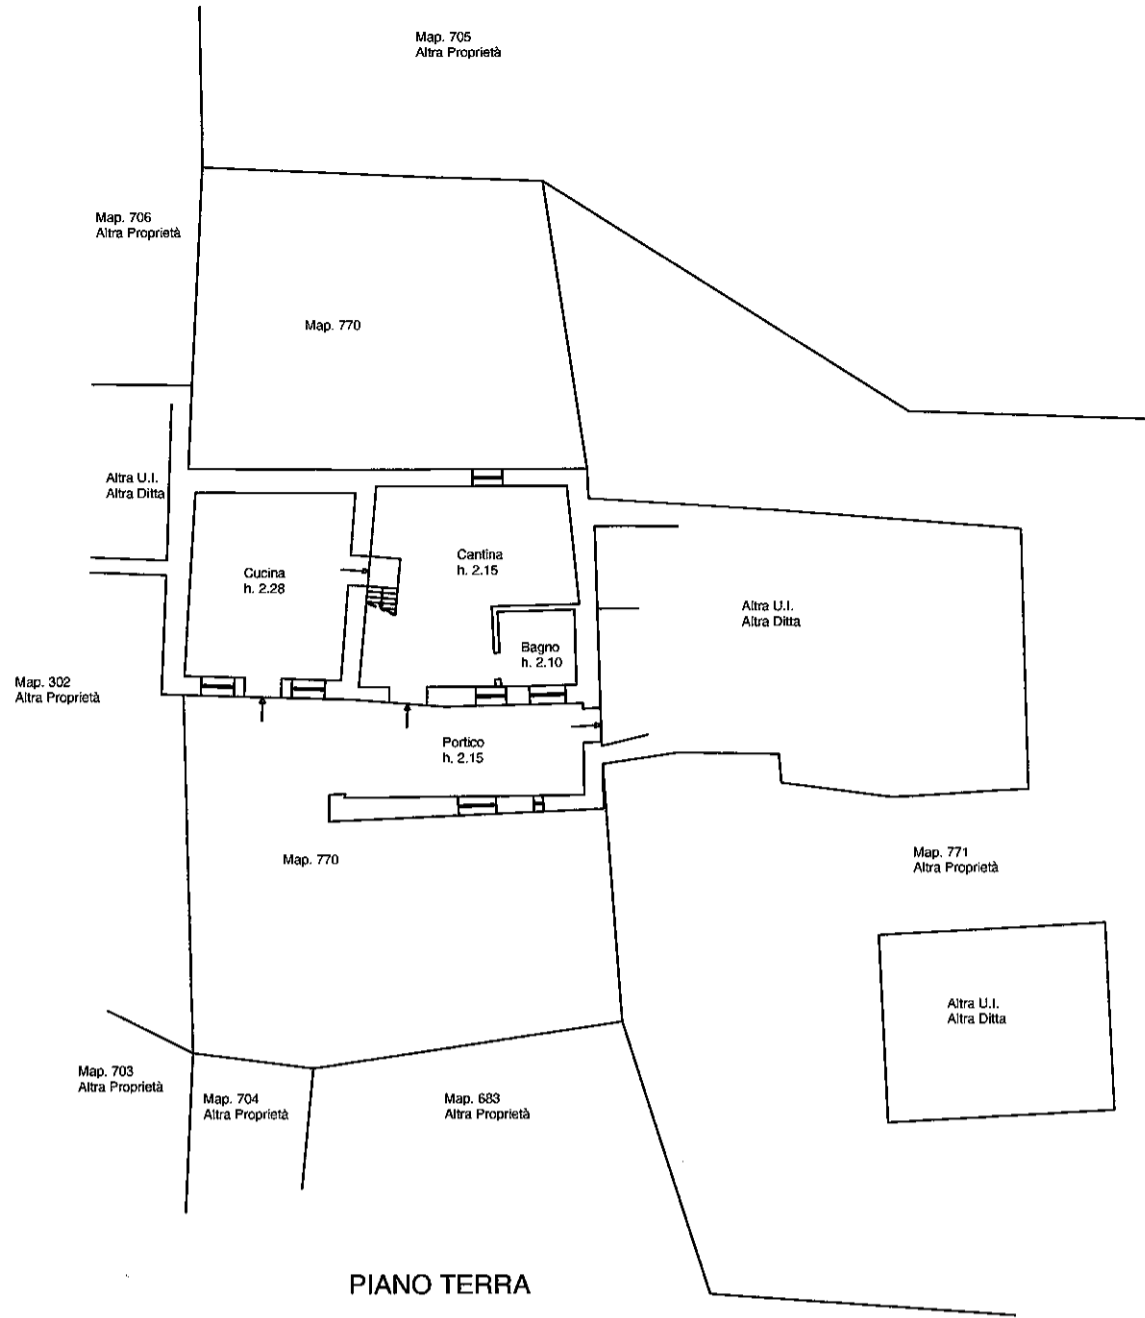 Map. 705
Altra Proprietà
Map. 706
Altra Proprietà
Map. 770
Altra U.I.
Altra Ditta
Cucina
h. 2.28
Cantina
h. 2.15
Bagno
h. 2.10
Altra U.I.
Altra Ditta
Map. 302
Altra Proprietà
Portico
h. 2.15
Map. 770
Map. 771
Altra Proprietà
Altra U.I.
Altra Ditta
Map. 703
Altra Proprietà
Map. 704
Altra Proprietà
Map. 683
Altra Proprietà
PIANO TERRA